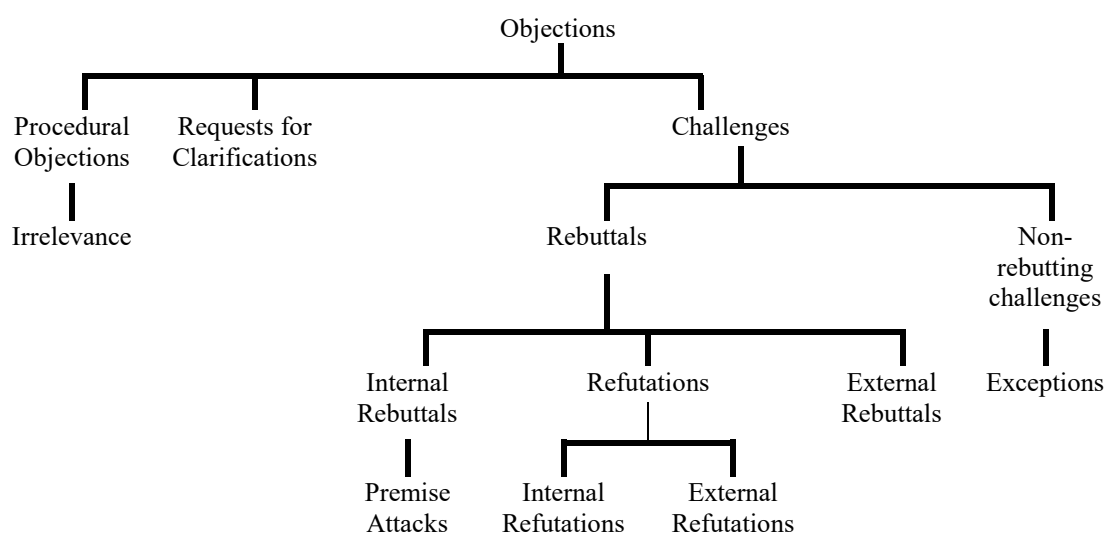 Objections
Procedural
Objections
Requests for
Clarifications
Challenges
Irrelevance
Rebuttals
Non-
rebutting
challenges
Internal
Rebuttals
Refutations
External
Rebuttals
Exceptions
Premise
Attacks
Internal
Refutations
External
Refutations